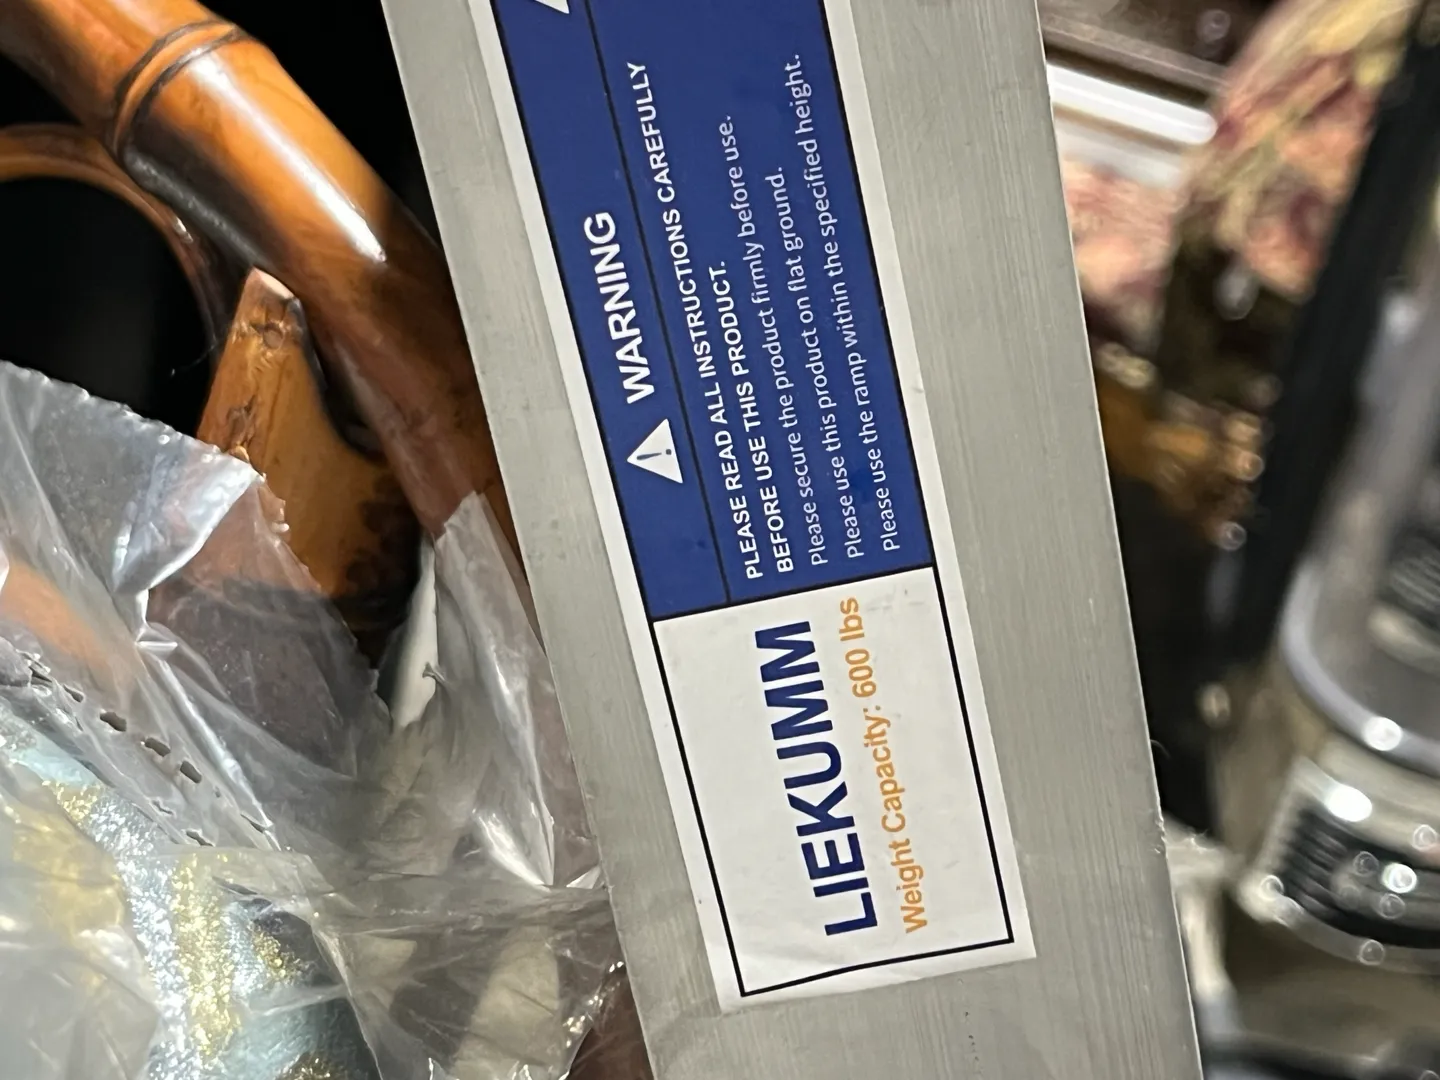 WARNING
PLEASE READ ALL INSTRUCTIONS CAREFULLY
BEFORE USE THIS PRODUCT.
Please secure the product firmly before use.
Please use this product on flat ground.
Please use the ramp within the specified height.
LIEKUMM
Weight Capacity: 600 lbs